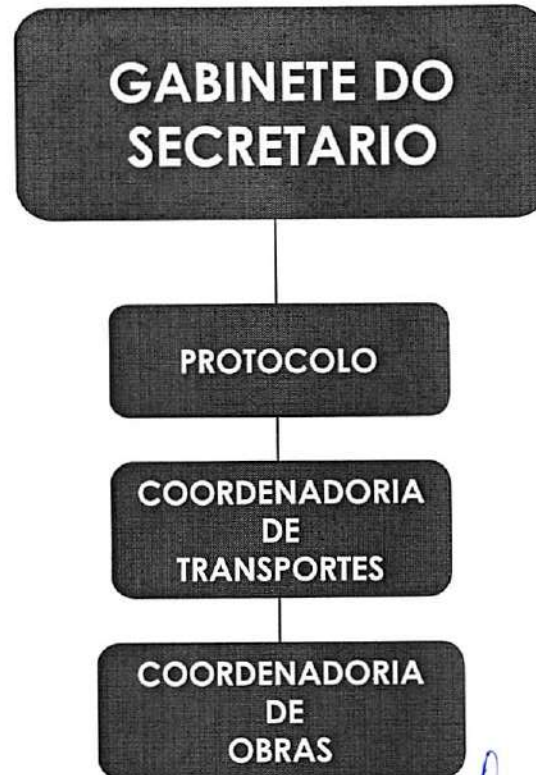 GABINETE DO
SECRETARIO
PROTOCOLO
COORDENADORIA
DE
TRANSPORTES
COORDENADORIA
DE
OBRAS